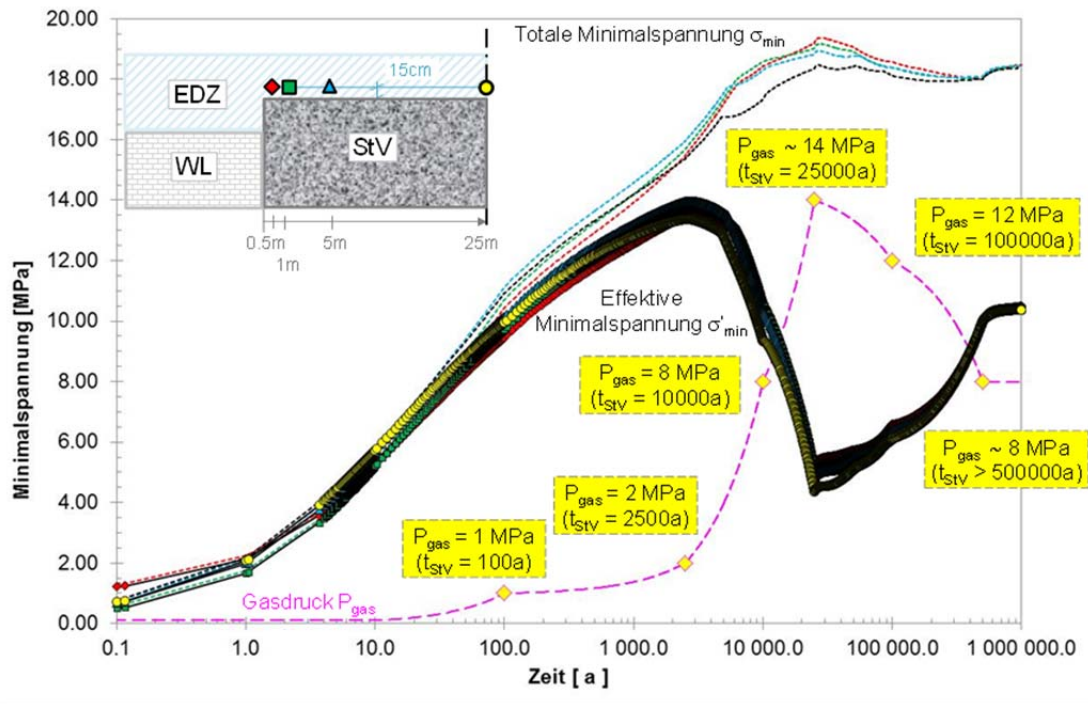 20.00
18.00
16.00
14.00
12.00
10.00
8.00
6.00
4.00
2.00
0.00
Minimalspannung [MPa]
Totale Minimalspannung σmin
15cm
EDZ
StV
WL
0.5m
1m
5m
25m
Pgas ~ 14 MPa
(tStV = 25000a)
Pgas = 12 MPa
(tStV = 100000a)
Effektive
Minimalspannung σ'min
Pgas = 8 MPa
(tStV = 10000a)
Pgas ~ 8 MPa
(tStV > 500000a)
Pgas = 2 MPa
(tStV = 2500a)
Pgas = 1 MPa
(tStV = 100a)
Gasdruck Pgas
0.1
1.0
10.0
100.0
1 000.0
10 000.0
100 000.0
1 000 000.0
Zeit [ a ]